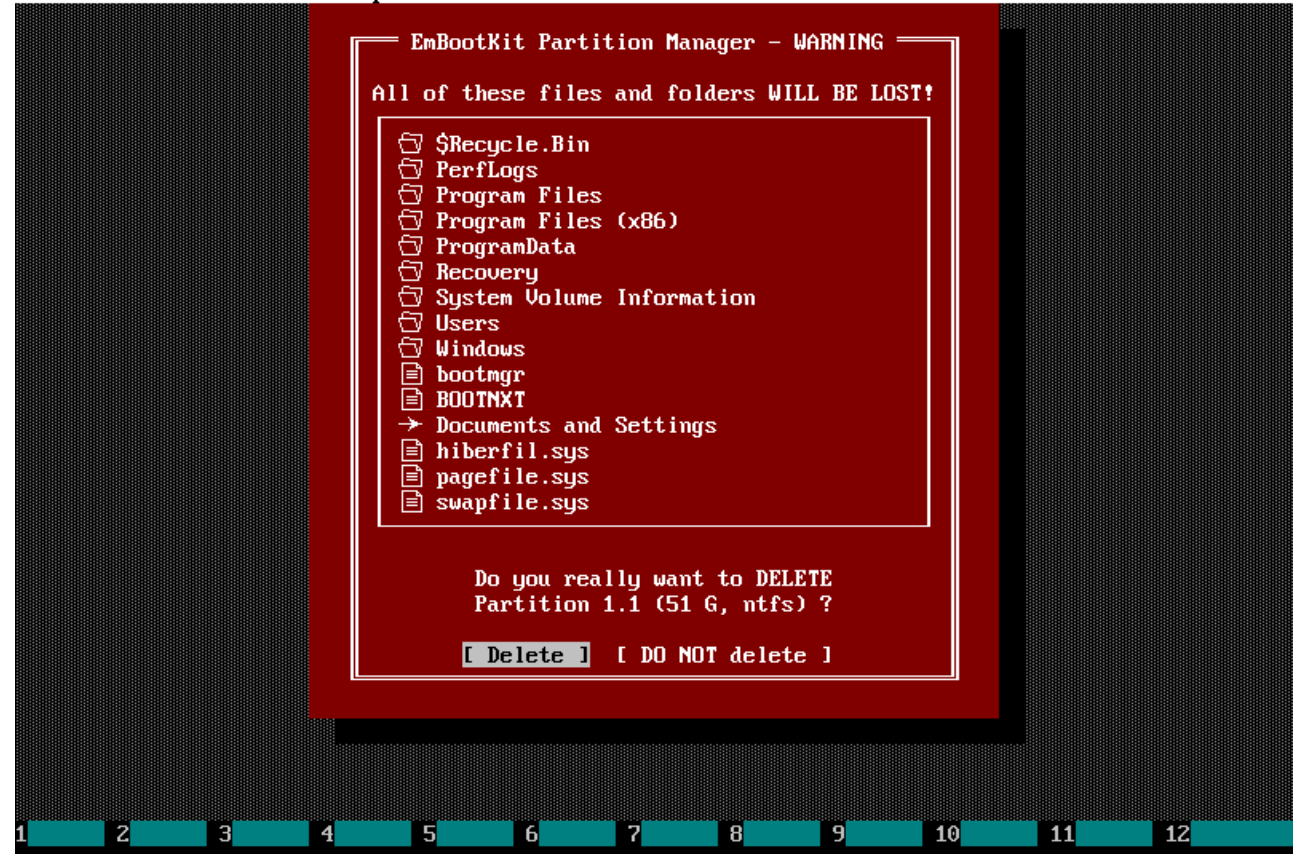 EmBootKit Partition Manager - WARNING
All of these files and folders WILL BE LOST!
$Recycle.Bin
PerfLogs
Program Files
Program Files (x86)
ProgramData
Recovery
System Volume Information
Users
Windows
bootmgr
BOOTNXT
Documents and Settings
hiberfil.sys
pagefile.sys
swapfile.sys
Do you really want to DELETE
Partition 1.1 (51 G, ntfs) ?
[ Delete ] [ DO NOT delete ]
1 2 3 4 5 6 7 8 9 10 11 12